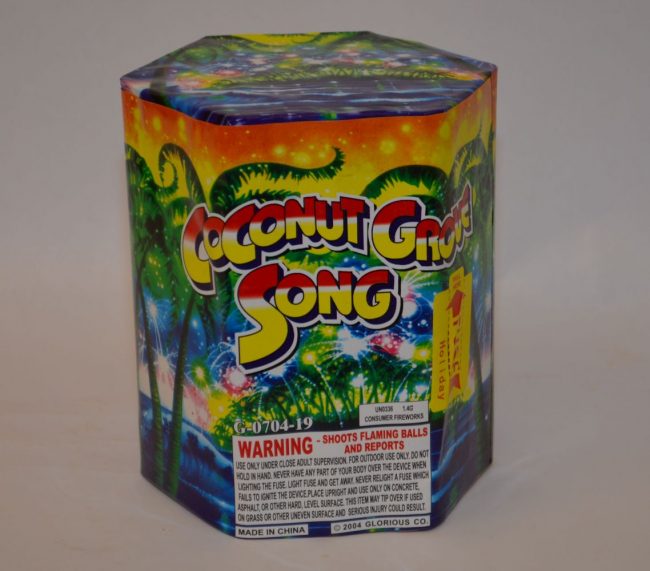 COCONUT GROVE
SONG
Holiday
G-0704-19
UN0336 1.4G
CONSUMER FIREWORKS
WARNING - SHOOTS FLAMING BALLS
AND REPORTS
USE ONLY UNDER CLOSE ADULT SUPERVISION. FOR OUTDOOR USE ONLY. DO NOT
HOLD IN HAND. NEVER HAVE ANY PART OF YOUR BODY OVER THE DEVICE WHEN
LIGHTING THE FUSE. LIGHT FUSE AND GET AWAY. NEVER RELIGHT A FUSE WHICH
FAILS TO IGNITE THE DEVICE.PLACE UPRIGHT AND USE ONLY ON CONCRETE,
ASPHALT, OR OTHER HARD, LEVEL SURFACE. THIS ITEM MAY TIP OVER IF USED
ON GRASS OR OTHER UNEVEN SURFACE AND SERIOUS INJURY COULD RESULT.
MADE IN CHINA © 2004 GLORIOUS CO.